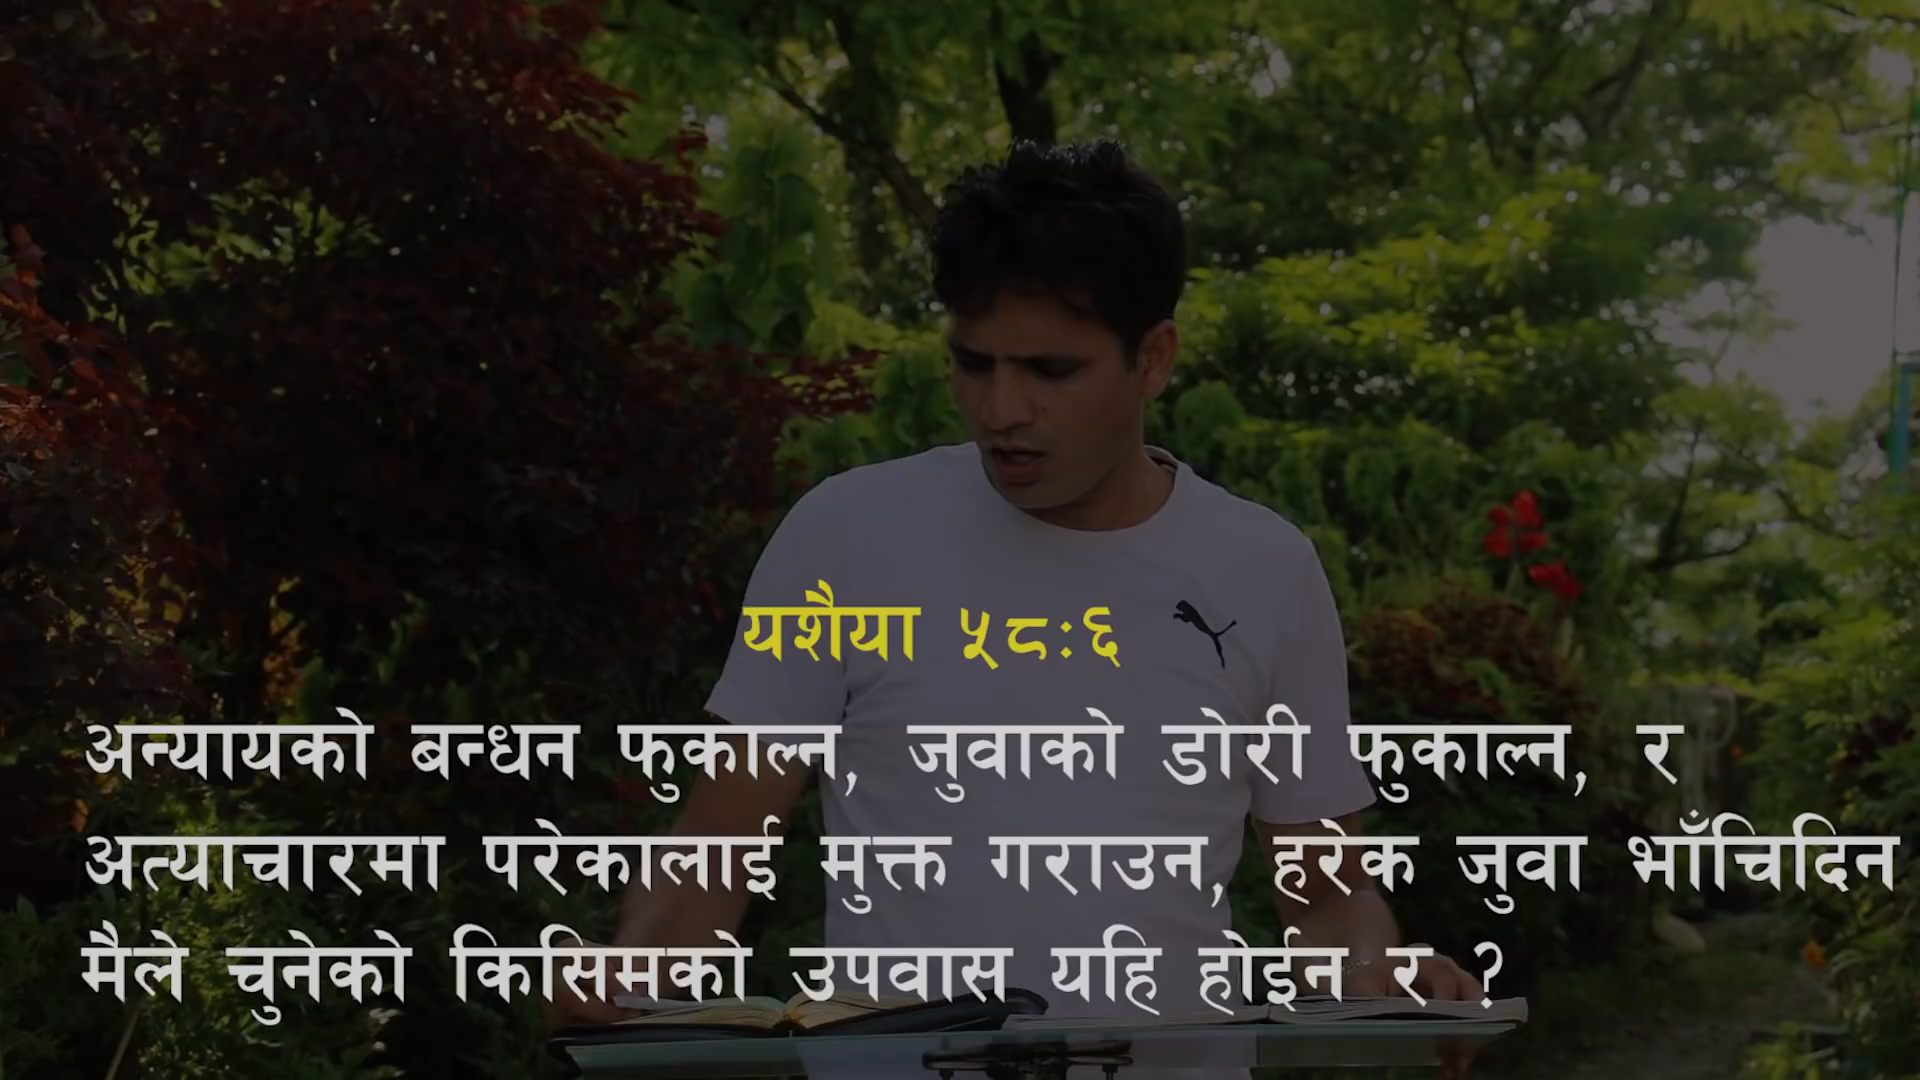 यशैया ५८ः६
अन्यायको बन्धन फुकाल्न, जुवाको डोरी फुकाल्न, र
अत्याचारमा परेकालाई मुक्त गराउन, हरेक जुवा भाँचिदिन
मैले चुनेको किसिमको उपवास यहि होईन र ?